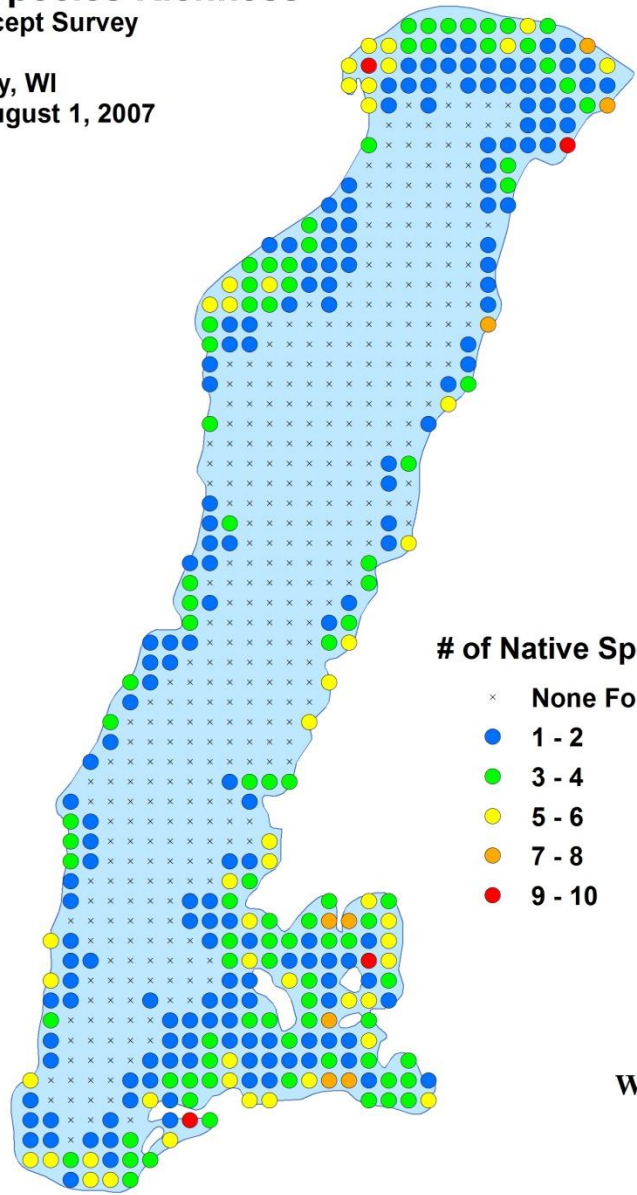 cept Survey
y, WI
ugust 1, 2007
# of Native Sp
None Fo
1 - 2
3 - 4
5 - 6
7 - 8
9 - 10
W